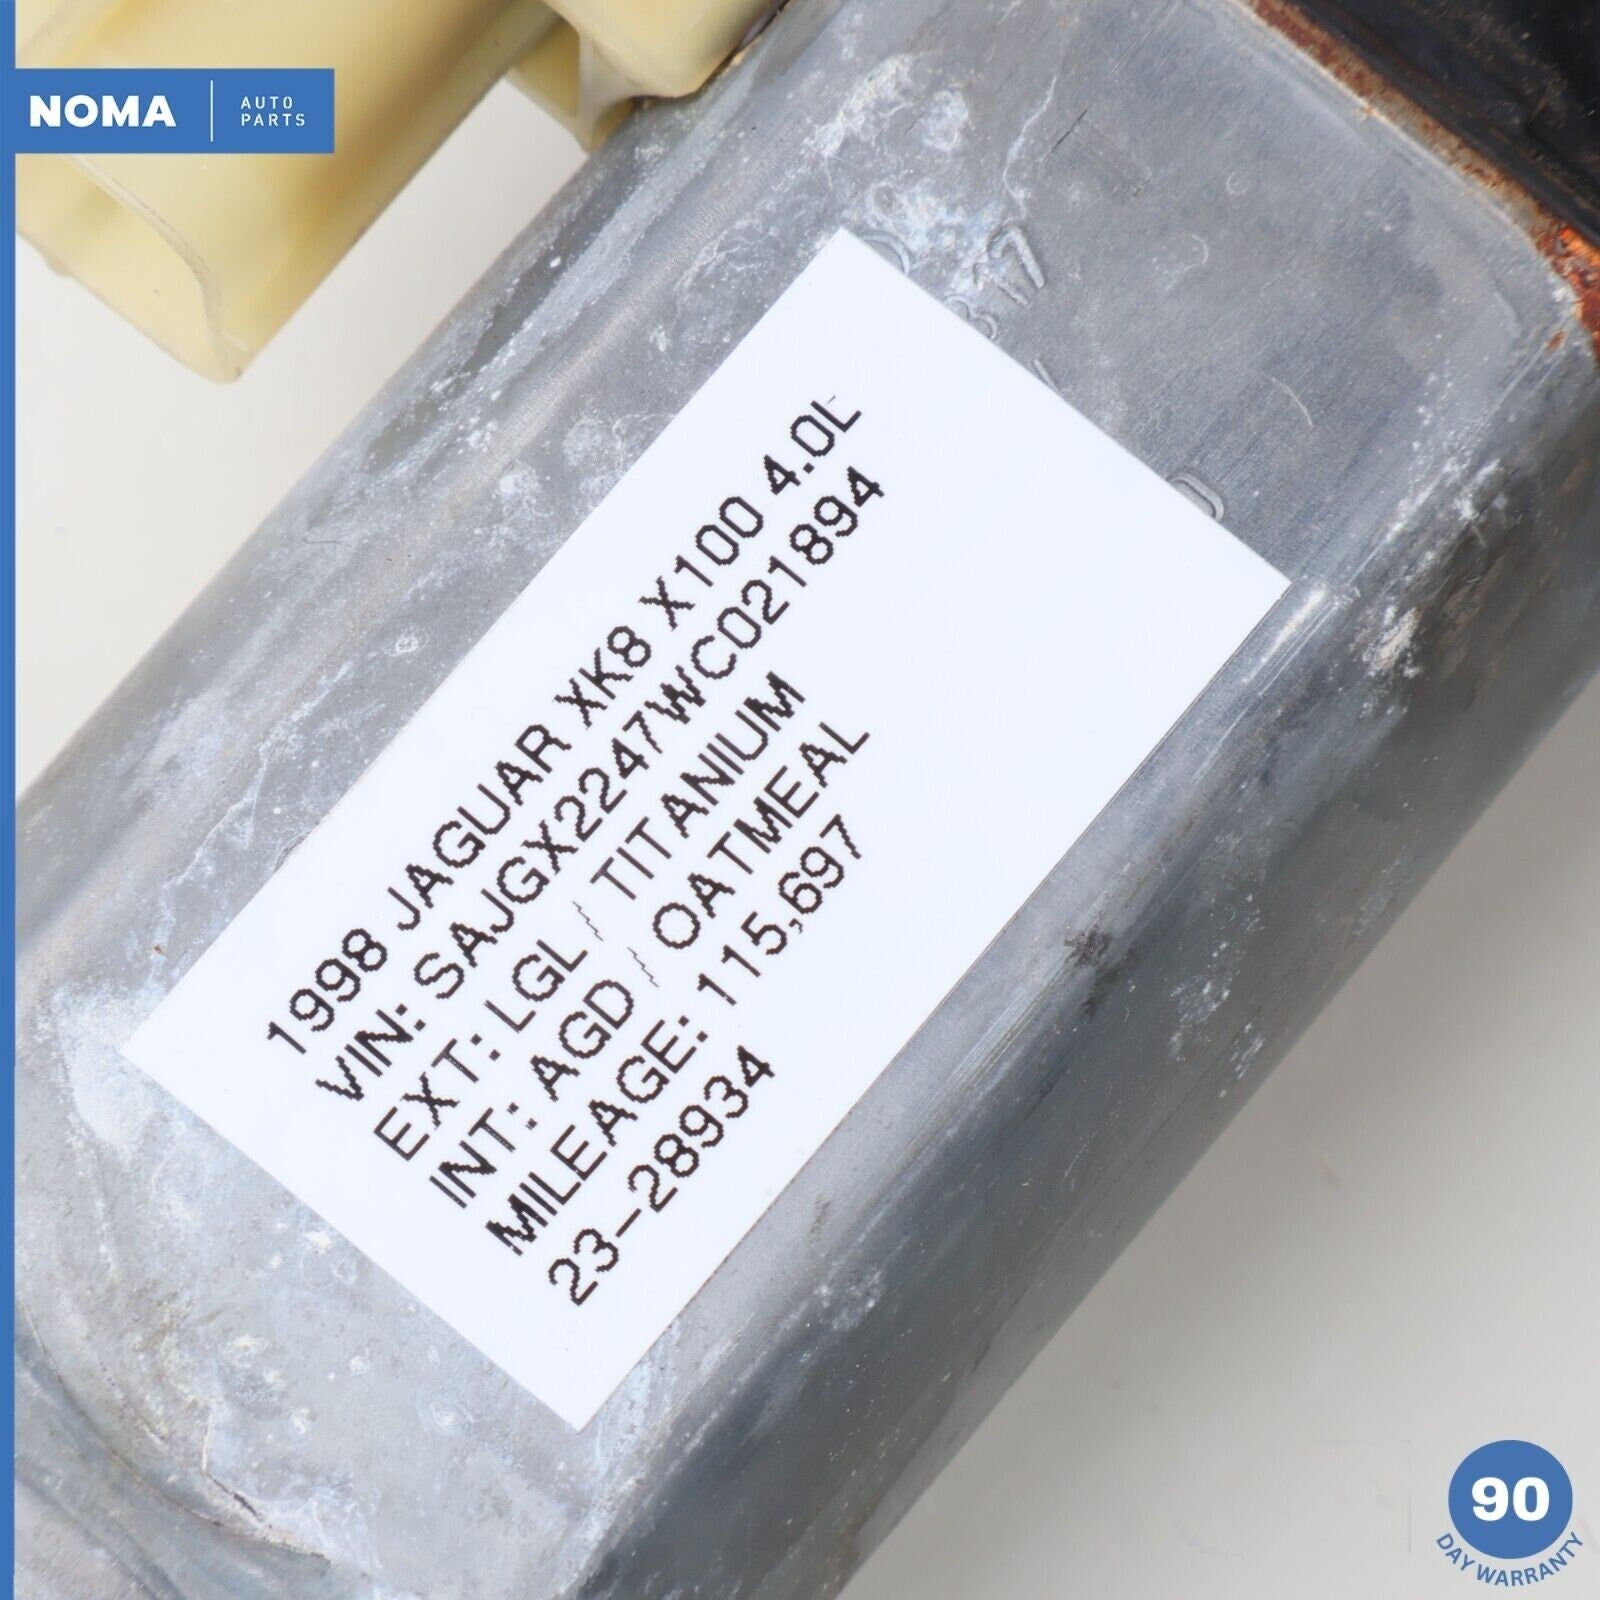 NOMA
AUTO
PARTS
317
1998 JAGUAR XK8 X100 4.0L
VIN: SAJGX2247WC021894
EXT: LGL / TITANIUM
INT: AGD / OATMEAL
MILEAGE: 115,697
23-28934
90
DAY WARRANTY